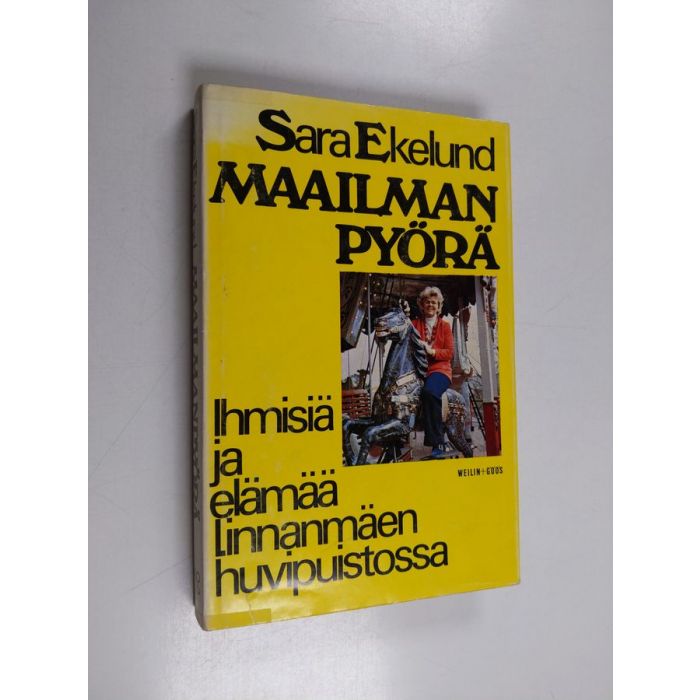 Sara Ekelund
MAAILMAN
PYÖRÄ
WEILIN+GÖÖS
Ihmisiä
ja
elämää
Linnanmäen
huvipuistossa